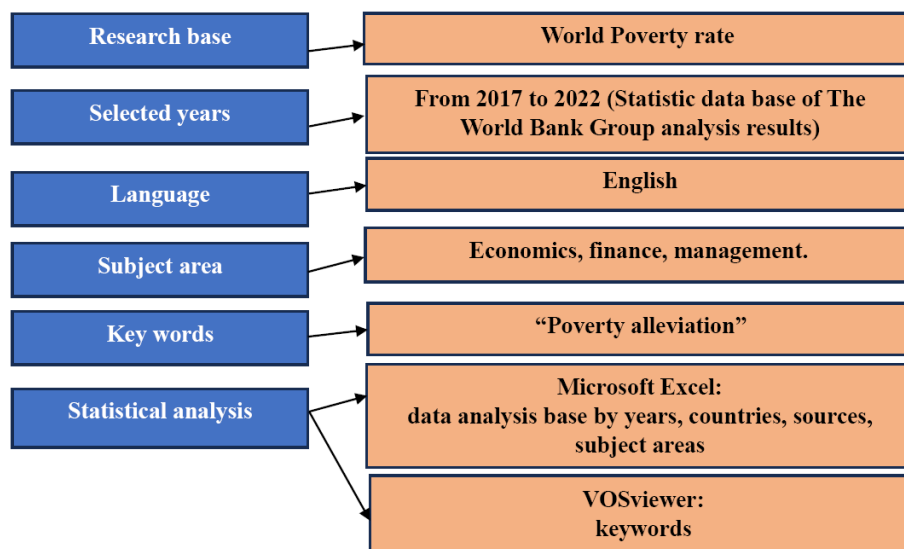 Research base
World Poverty rate
Selected years
From 2017 to 2022 (Statistic data base of The
World Bank Group analysis results)
Language
English
Subject area
Economics, finance, management.
Key words
“Poverty alleviation”
Statistical analysis
Microsoft Excel:
data analysis base by years, countries, sources,
subject areas
VOSviewer:
keywords